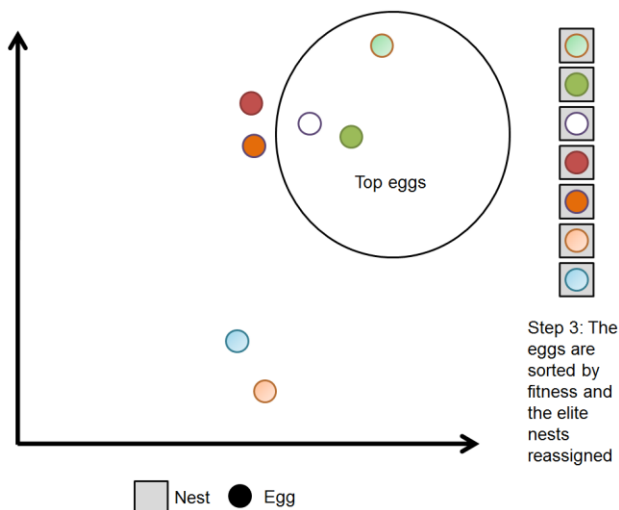 Top eggs
Step 3: The
eggs are
sorted by
fitness and
the elite
nests
reassigned
Nest
Egg